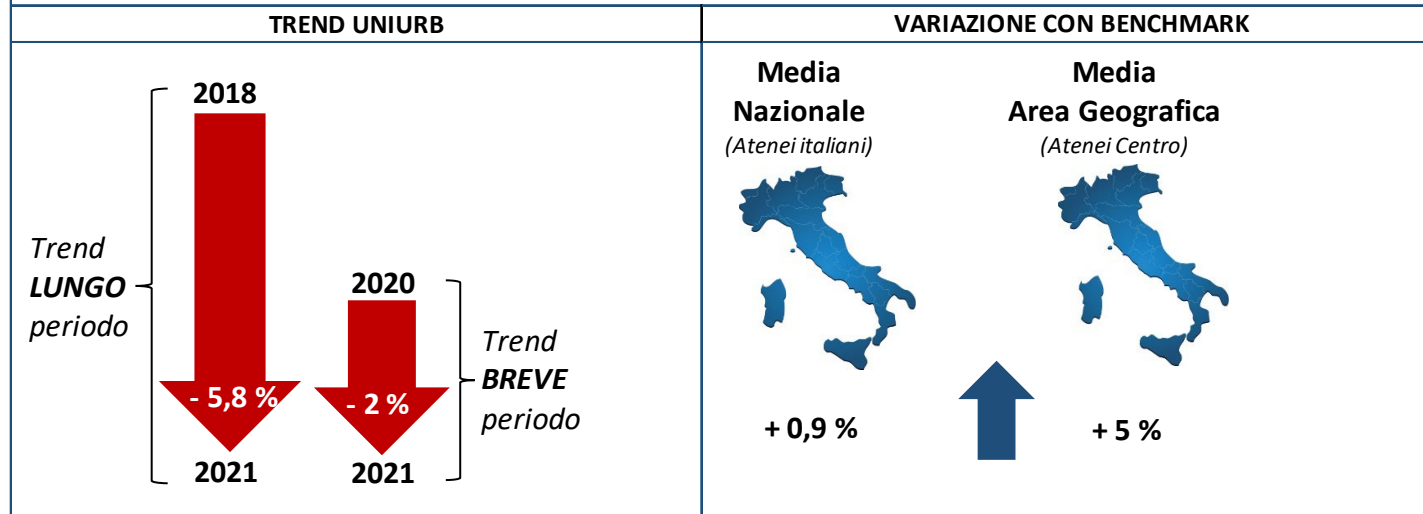 TREND UNIURB
2018
Trend
LUNGO
periodo
- 5,8 %
2021
2020
- 2 %
2021
Trend
BREVE
periodo
VARIAZIONE CON BENCHMARK
Media
Nazionale
(Atenei italiani)
+ 0,9 %
Media
Area Geografica
(Atenei Centro)
+ 5 %